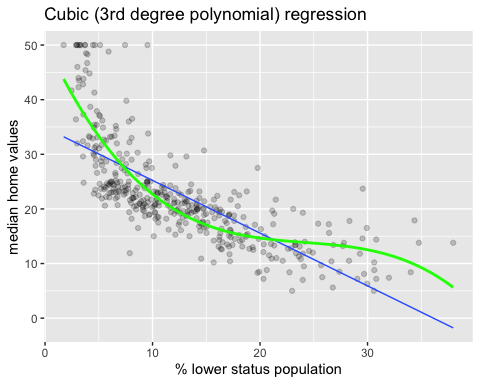 Cubic (3rd degree polynomial) regression
50
40
30
20
10
0
median home values
0 10 20 30
% lower status population